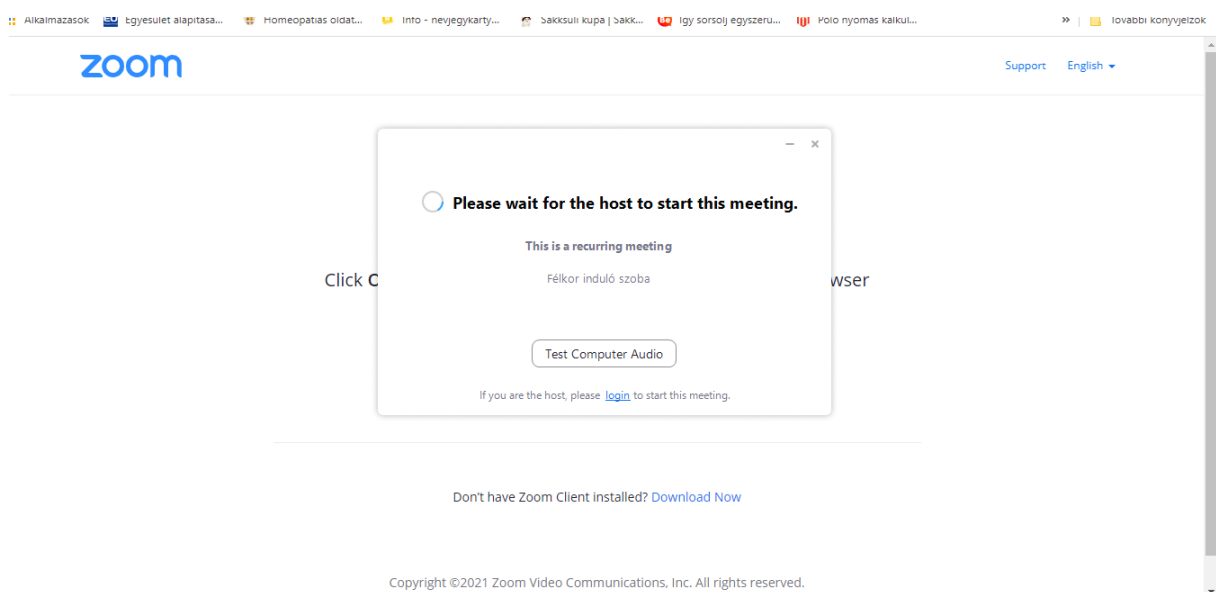 Alkalmazások Egyesület alapítása... Homeopátiás oldat... Info - névjegykárty... Sakksuli kupa | Sakk... Így sorsolj egyszerű... Póló nyomás kalkul... » További könyvjelzők
zoom Support English
Please wait for the host to start this meeting.
This is a recurring meeting
Click Félkor induló szoba wser
Test Computer Audio
If you are the host, please login to start this meeting.
Don't have Zoom Client installed? Download Now
Copyright ©2021 Zoom Video Communications, Inc. All rights reserved.